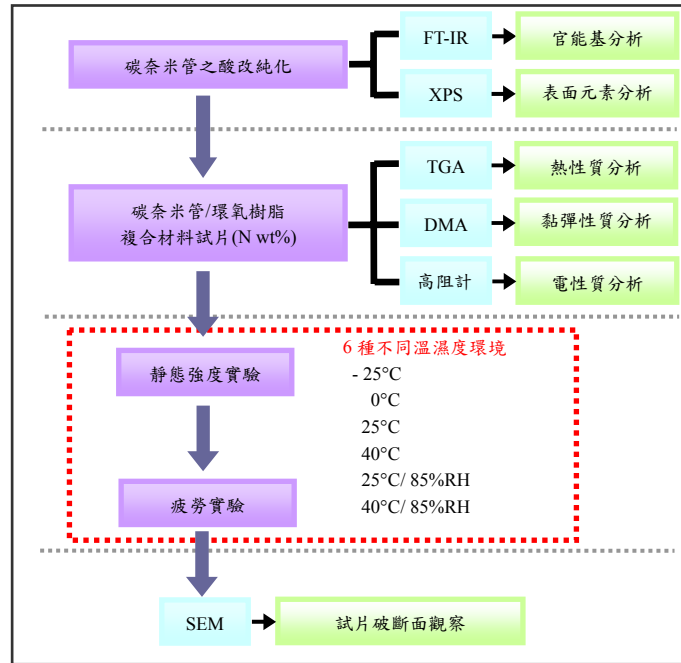 碳奈米管之酸改純化
FT-IR
官能基分析
XPS
表面元素分析
碳奈米管/環氧樹脂
複合材料試片(N wt%)
TGA
熱性質分析
DMA
黏彈性質分析
高阻計
電性質分析
靜態強度實驗
疲勞實驗
6 種不同溫濕度環境
- 25°C
0°C
25°C
40°C
25°C/ 85%RH
40°C/ 85%RH
SEM
試片破斷面觀察